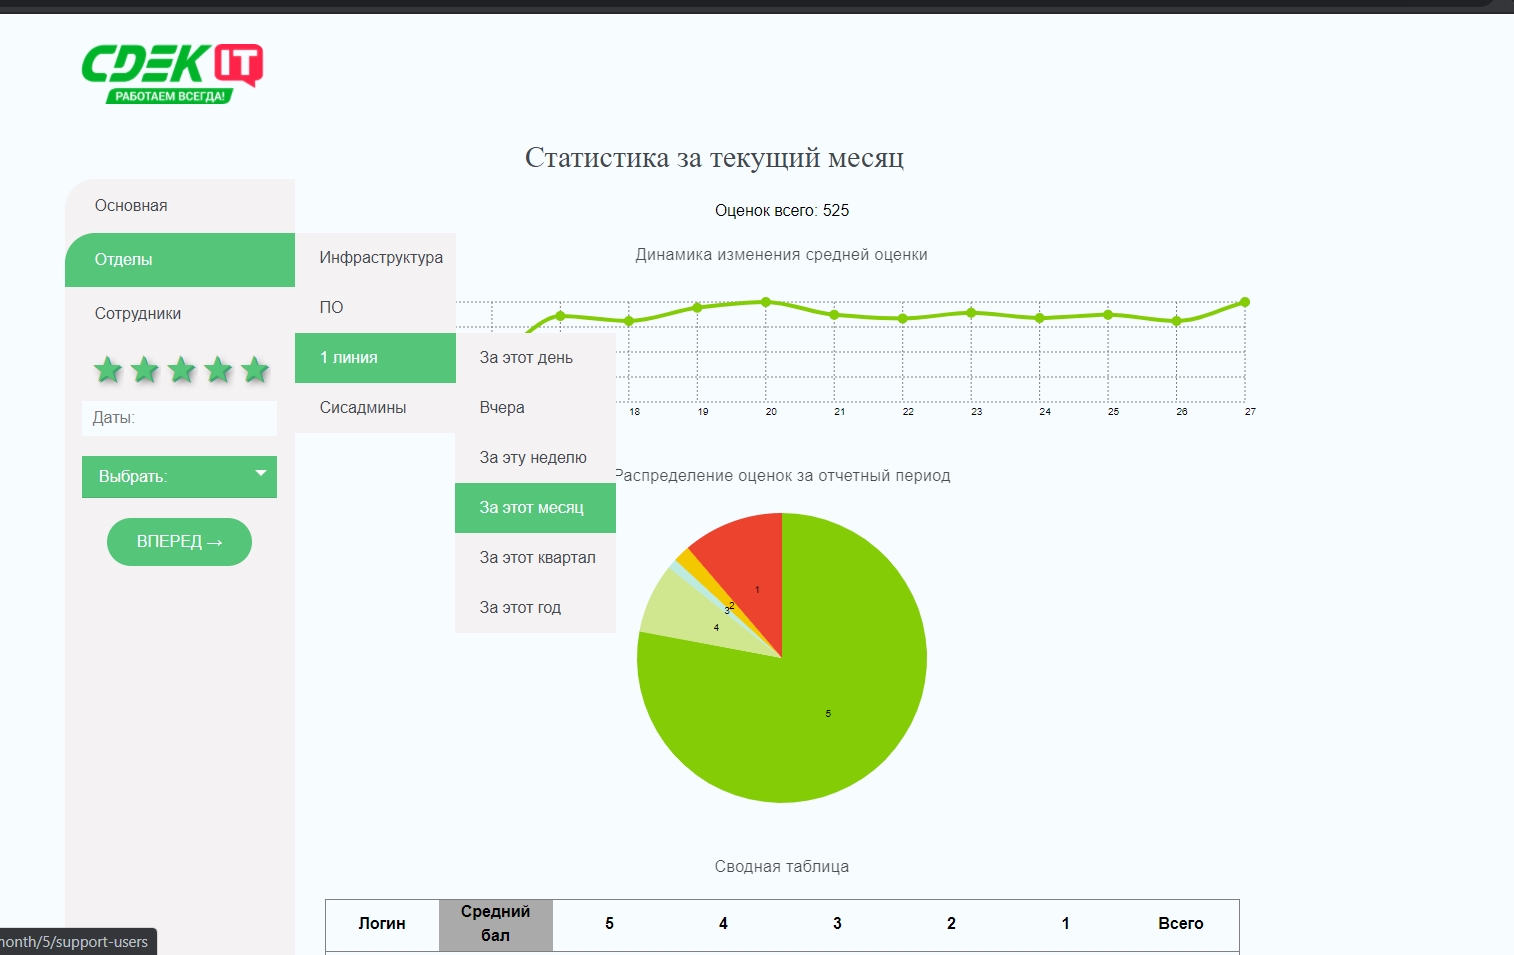 CDEK IT
РАБОТАЕМ ВСЕГДА!
Статистика за текущий месяц
Основная
Отделы
Сотрудники
Даты:
Выбрать:
ВПЕРЕД →
Инфраструктура
ПО
1 линия
Сисадмины
За этот день
Вчера
За эту неделю
За этот месяц
За этот квартал
За этот год
Оценок всего: 525
Динамика изменения средней оценки
18 19 20 21 22 23 24 25 26 27
Распределение оценок за отчетный период
1
2
3
4
5
Сводная таблица
Логин Средний бал 5 4 3 2 1 Всего
month/5/support-users